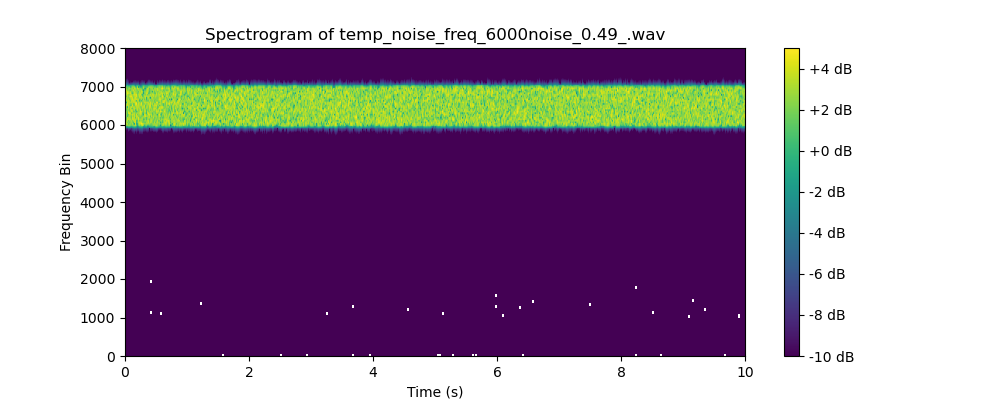 Spectrogram of temp_noise_freq_6000noise_0.49_.wav
8000
7000
6000
5000
4000
3000
2000
1000
0
Frequency Bin
0 2 4 6 8 10
Time (s)
+4 dB
+2 dB
+0 dB
-2 dB
-4 dB
-6 dB
-8 dB
-10 dB